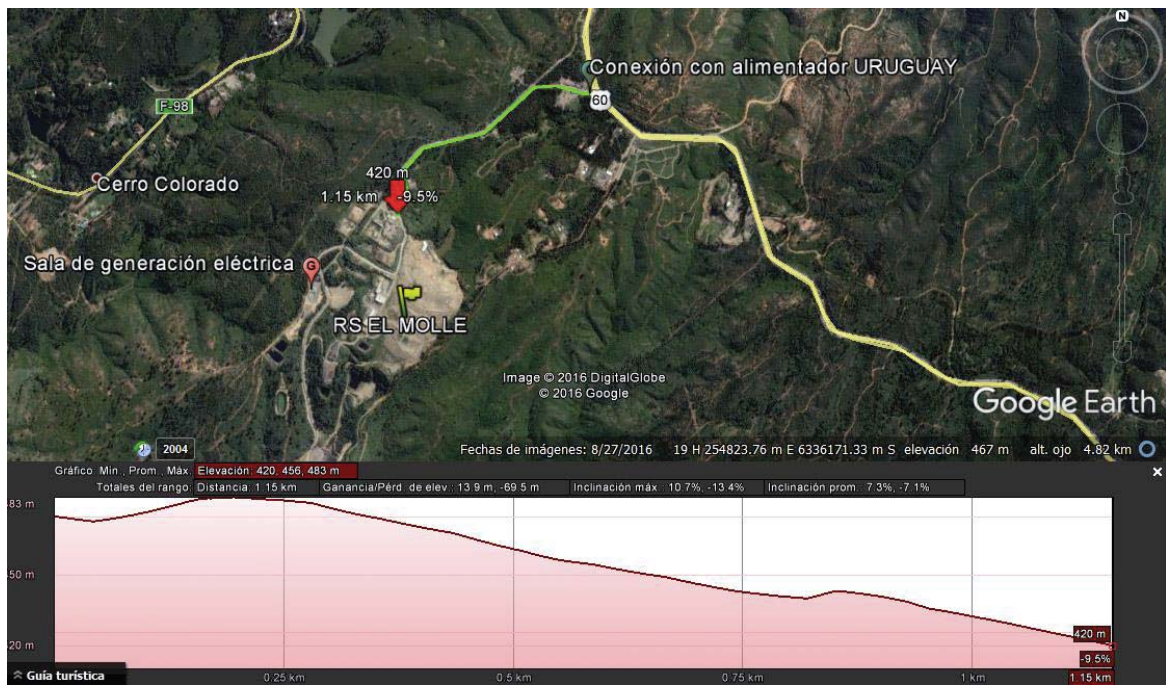 N
Conexión con alimentador URUGUAY
60
F-98
420 m
Cerro Colorado
1.15 km -9.5%
Sala de generación eléctrica
G
RS EL MOLLE
Image © 2016 DigitalGlobe
© 2016 Google
Google Earth
2004
Fechas de imágenes: 8/27/2016 19 H 254823.76 m E 6336171.33 m S elevación 467 m alt. ojo 4.82 km
Gráfico Min., Prom., Máx. Elevación: 420, 456, 483 m
Totales del rango: Distancia: 1.15 km Ganancia/Pérd. de elev.: 13.9 m, -69.5 m Inclinación máx.: 10.7%, -13.4% Inclinación prom.: 7.3%, -7.1%
83 m
50 m
420 m
20 m
-9.5%
Guía turística
0.25 km 0.5 km 0.75 km 1 km 1.15 km